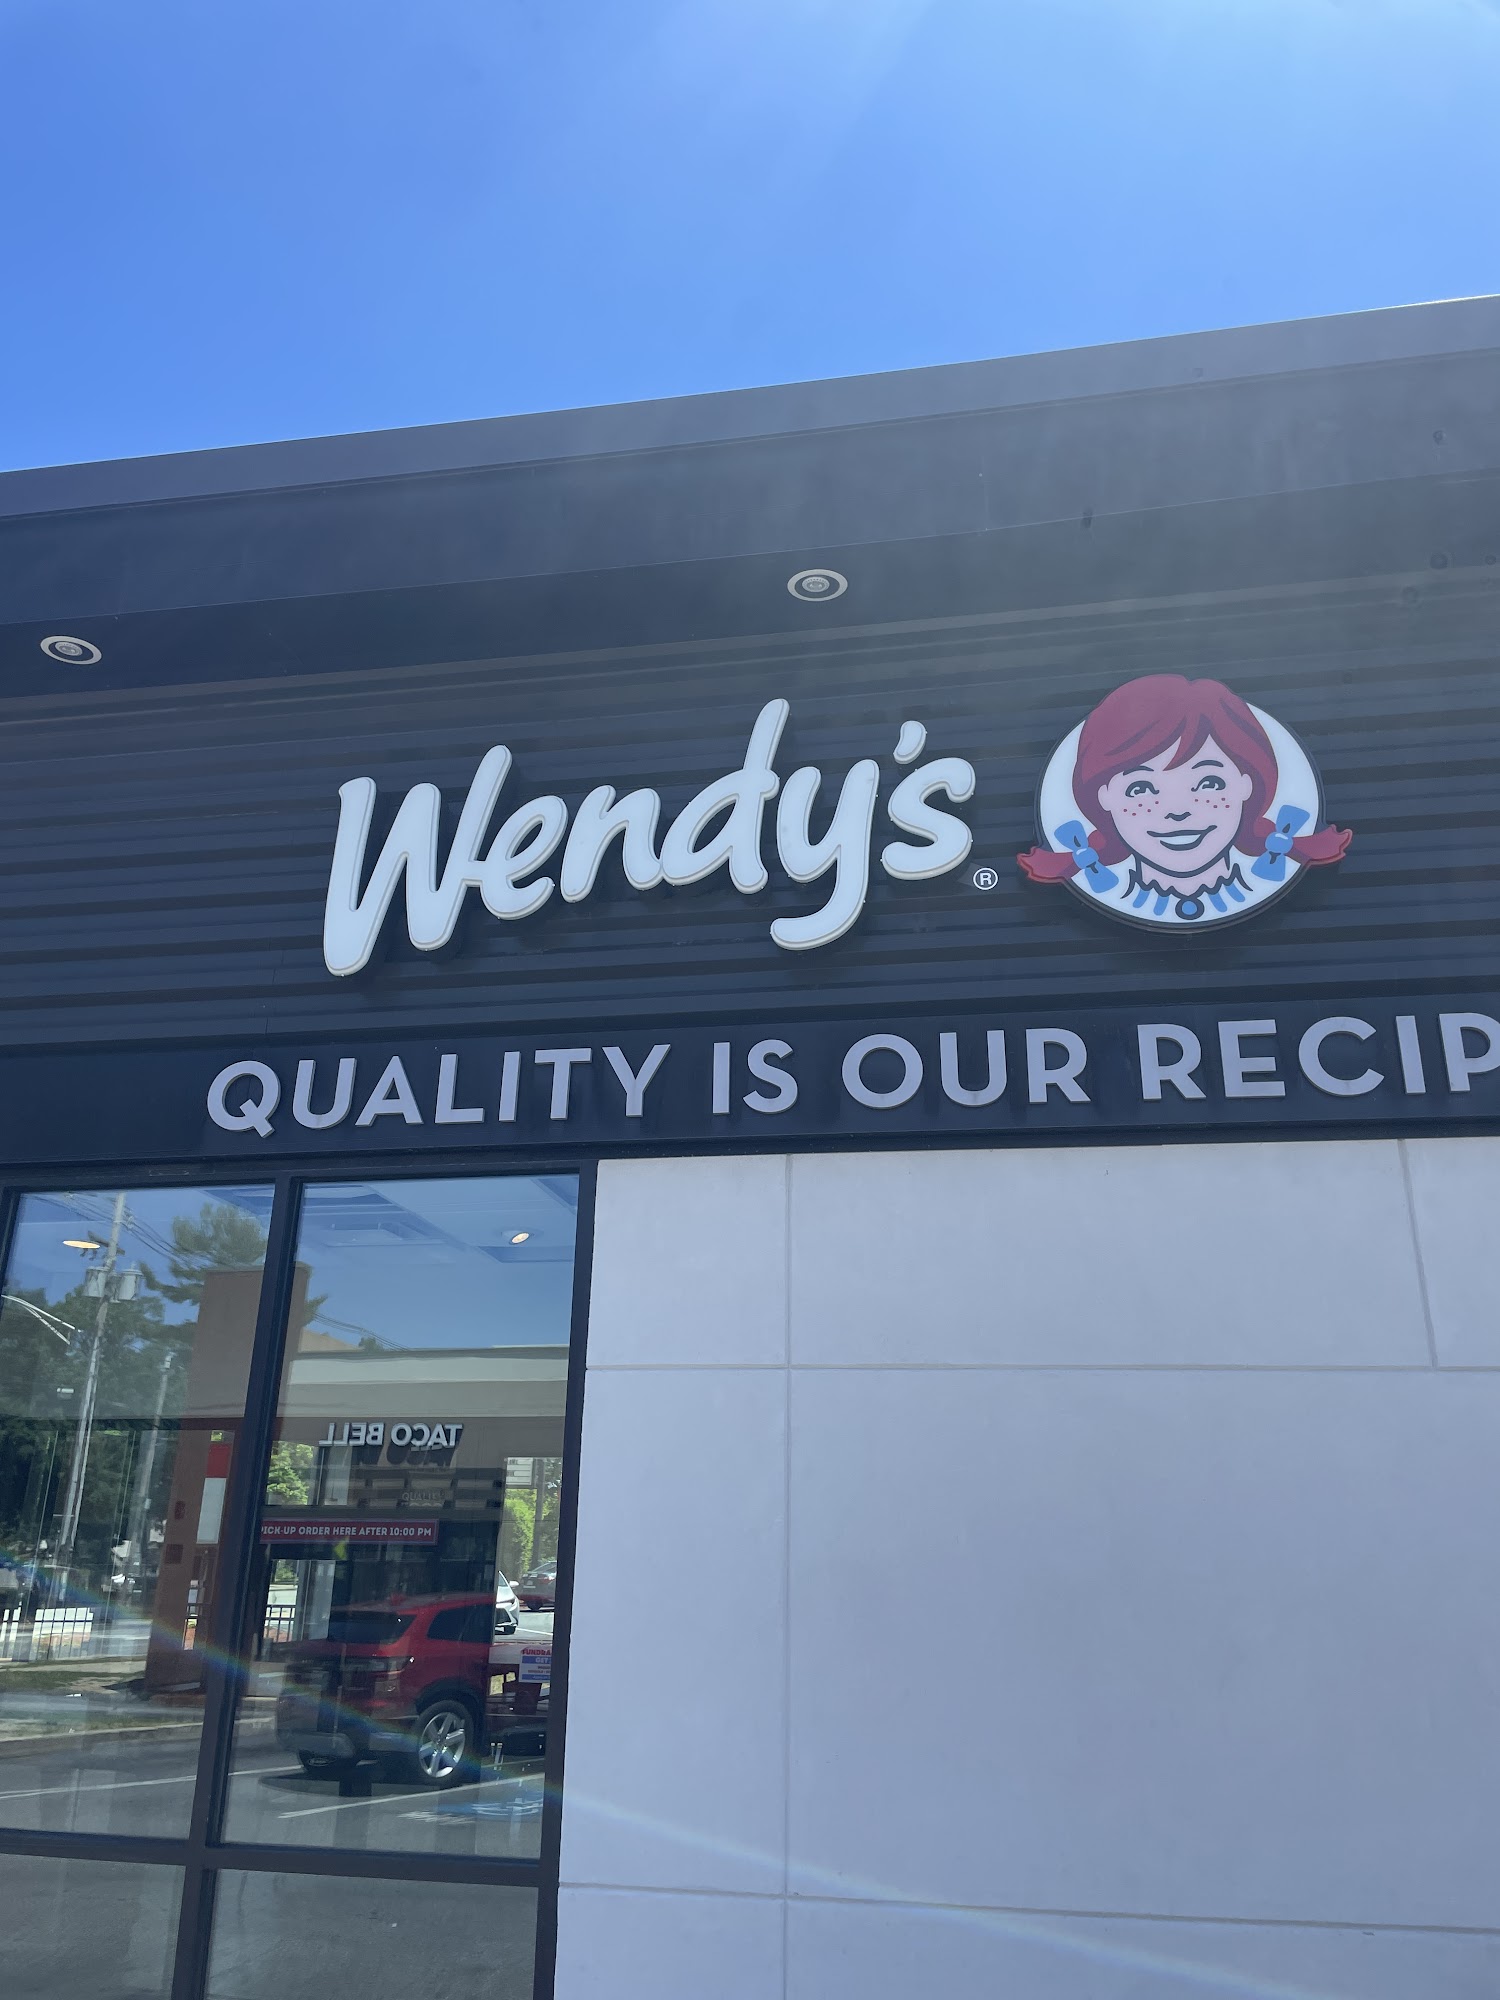 Wendy's®
QUALITY IS OUR RECIP
TACO BELL
PICK-UP ORDER HERE AFTER 10:00 PM